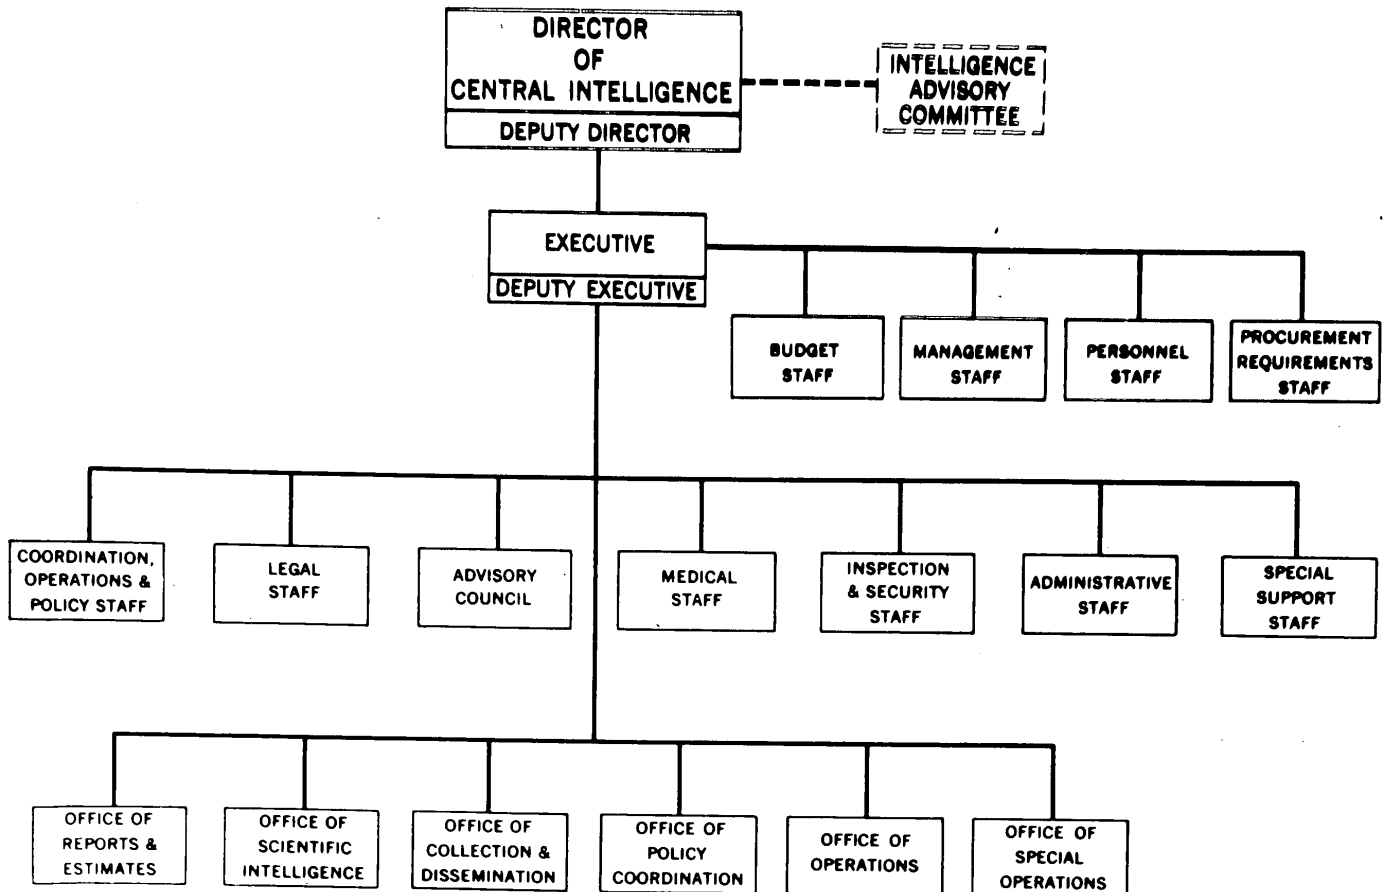 DIRECTOR
OF
CENTRAL INTELLIGENCE
DEPUTY DIRECTOR
INTELLIGENCE
ADVISORY
COMMITTEE
EXECUTIVE
DEPUTY EXECUTIVE
BUDGET
STAFF
MANAGEMENT
STAFF
PERSONNEL
STAFF
PROCUREMENT
REQUIREMENTS
STAFF
COORDINATION,
OPERATIONS &
POLICY STAFF
LEGAL
STAFF
ADVISORY
COUNCIL
MEDICAL
STAFF
INSPECTION
& SECURITY
STAFF
ADMINISTRATIVE
STAFF
SPECIAL
SUPPORT
STAFF
OFFICE OF
REPORTS &
ESTIMATES
OFFICE OF
SCIENTIFIC
INTELLIGENCE
OFFICE OF
COLLECTION &
DISSEMINATION
OFFICE OF
POLICY
COORDINATION
OFFICE OF
OPERATIONS
OFFICE OF
SPECIAL
OPERATIONS